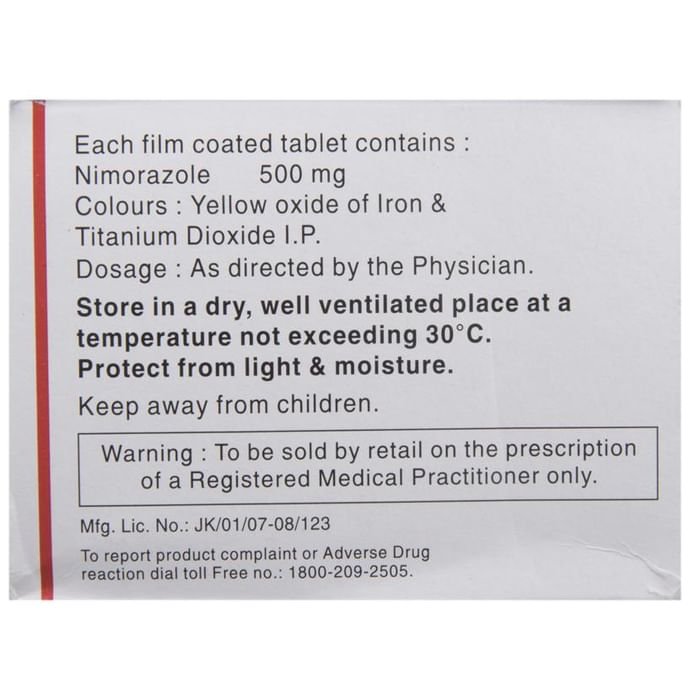 Each film coated tablet contains :
Nimorazole 500 mg
Colours : Yellow oxide of Iron &
Titanium Dioxide I.P.
Dosage : As directed by the Physician.
Store in a dry, well ventilated place at a
temperature not exceeding 30°C.
Protect from light & moisture.
Keep away from children.
Warning : To be sold by retail on the prescription
of a Registered Medical Practitioner only.
Mfg. Lic. No.: JK/01/07-08/123
To report product complaint or Adverse Drug
reaction dial toll Free no.: 1800-209-2505.